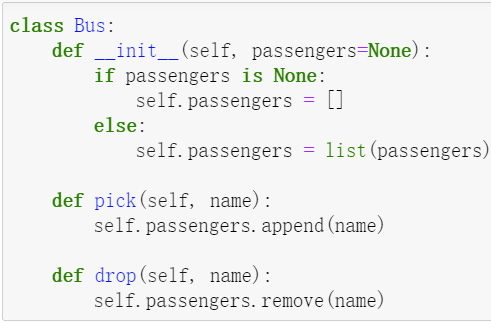 class Bus:
    def __init__(self, passengers=None):
        if passengers is None:
            self.passengers = []
        else:
            self.passengers = list(passengers)
    def pick(self, name):
        self.passengers.append(name)
    def drop(self, name):
        self.passengers.remove(name)